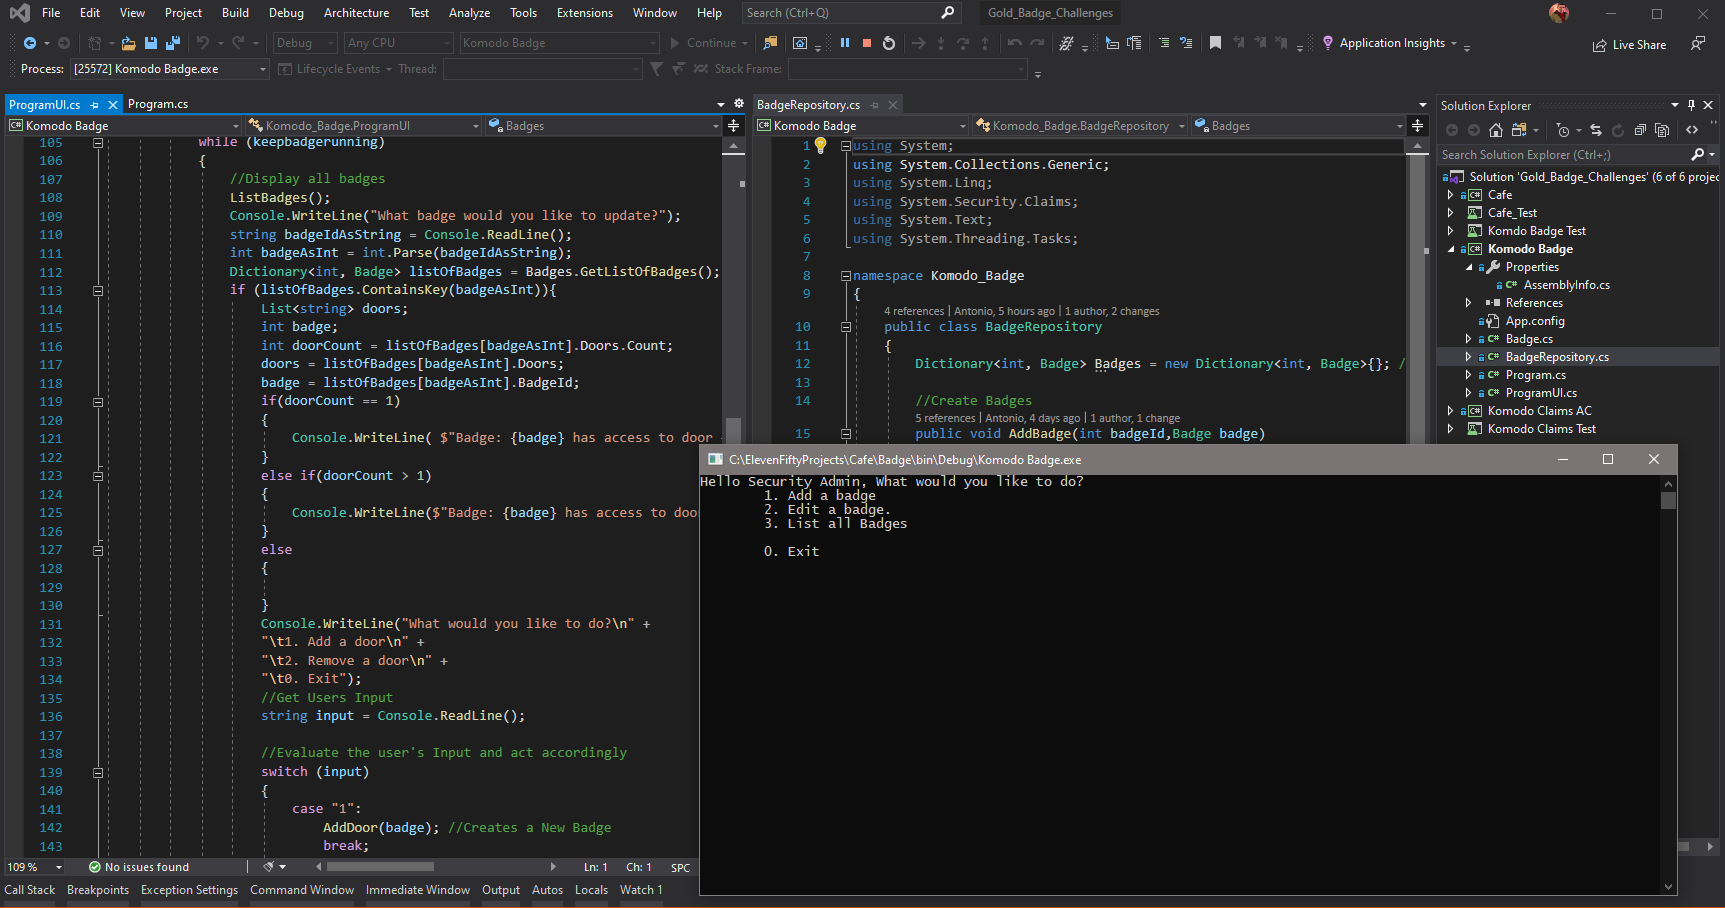 File Edit View Project Build Debug Architecture Test Analyze Tools Extensions Window Help Search (Ctrl+Q) Gold_Badge_Challenges
Debug Any CPU Komodo Badge Continue Application Insights Live Share
Process: [25572] Komodo Badge.exe Lifecycle Events Thread: Stack Frame:
ProgramUI.cs Program.cs
Komodo Badge Komodo_Badge.ProgramUI Badges
105 while (keepbadgerunning)
106 {
107 //Display all badges
108 ListBadges();
109 Console.WriteLine("What badge would you like to update?");
110 string badgeIdAsString = Console.ReadLine();
111 int badgeAsInt = int.Parse(badgeIdAsString);
112 Dictionary<int, Badge> listOfBadges = Badges.GetListOfBadges();
113 if (listOfBadges.ContainsKey(badgeAsInt)){
114 List<string> doors;
115 int badge;
116 int doorCount = listOfBadges[badgeAsInt].Doors.Count;
117 doors = listOfBadges[badgeAsInt].Doors;
118 badge = listOfBadges[badgeAsInt].BadgeId;
119 if(doorCount == 1)
120 {
121 Console.WriteLine( $"Badge: {badge} has access to door
122 }
123 else if(doorCount > 1)
124 {
125 Console.WriteLine($"Badge: {badge} has access to doo
126 }
127 else
128 {
129
130 }
131 Console.WriteLine("What would you like to do?\n" +
132 "\t1. Add a door\n" +
133 "\t2. Remove a door\n" +
134 "\t0. Exit");
135 //Get Users Input
136 string input = Console.ReadLine();
137
138 //Evaluate the user's Input and act accordingly
139 switch (input)
140 {
141 case "1":
142 AddDoor(badge); //Creates a New Badge
143 break;
109 % No issues found Ln: 1 Ch: 1 SPC
Call Stack Breakpoints Exception Settings Command Window Immediate Window Output Autos Locals Watch 1
BadgeRepository.cs
Komodo Badge Komodo_Badge.BadgeRepository Badges
1 using System;
2 using System.Collections.Generic;
3 using System.Linq;
4 using System.Security.Claims;
5 using System.Text;
6 using System.Threading.Tasks;
7
8 namespace Komodo_Badge
9 {
4 references | Antonio, 5 hours ago | 1 author, 2 changes
10 public class BadgeRepository
11 {
12 Dictionary<int, Badge> Badges = new Dictionary<int, Badge>{}; /
13
14 //Create Badges
5 references | Antonio, 4 days ago | 1 author, 1 change
15 public void AddBadge(int badgeId,Badge badge)
C:\ElevenFiftyProjects\Cafe\Badge\bin\Debug\Komodo Badge.exe
Hello Security Admin, What would you like to do?
1. Add a badge
2. Edit a badge.
3. List all Badges
0. Exit
Solution Explorer
Search Solution Explorer (Ctrl+;)
Solution 'Gold_Badge_Challenges' (6 of 6 projec
Cafe
Cafe_Test
Komdo Badge Test
Komodo Badge
Properties
AssemblyInfo.cs
References
App.config
Badge.cs
BadgeRepository.cs
Program.cs
ProgramUI.cs
Komodo Claims AC
Komodo Claims Test